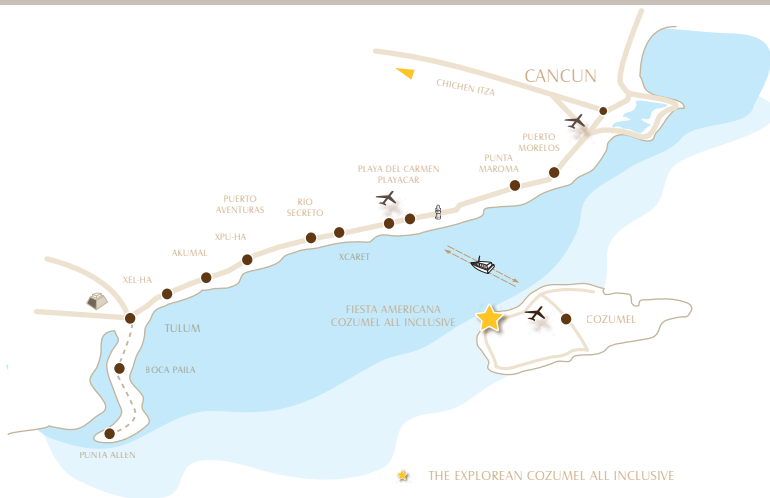 CANCUN
CHICHEN ITZA
PUERTO
MORELOS
PUNTA
MAROMA
PLAYA DEL CARMEN
PLAYACAR
PUERTO
AVENTURAS
RIO
SECRETO
XPU-HA
AKUMAL
XCARET
XEL-HA
FIESTA AMERICANA
COZUMEL ALL INCLUSIVE
COZUMEL
TULUM
BOCA PAILA
PUNTA ALLEN
THE EXPLOREAN COZUMEL ALL INCLUSIVE